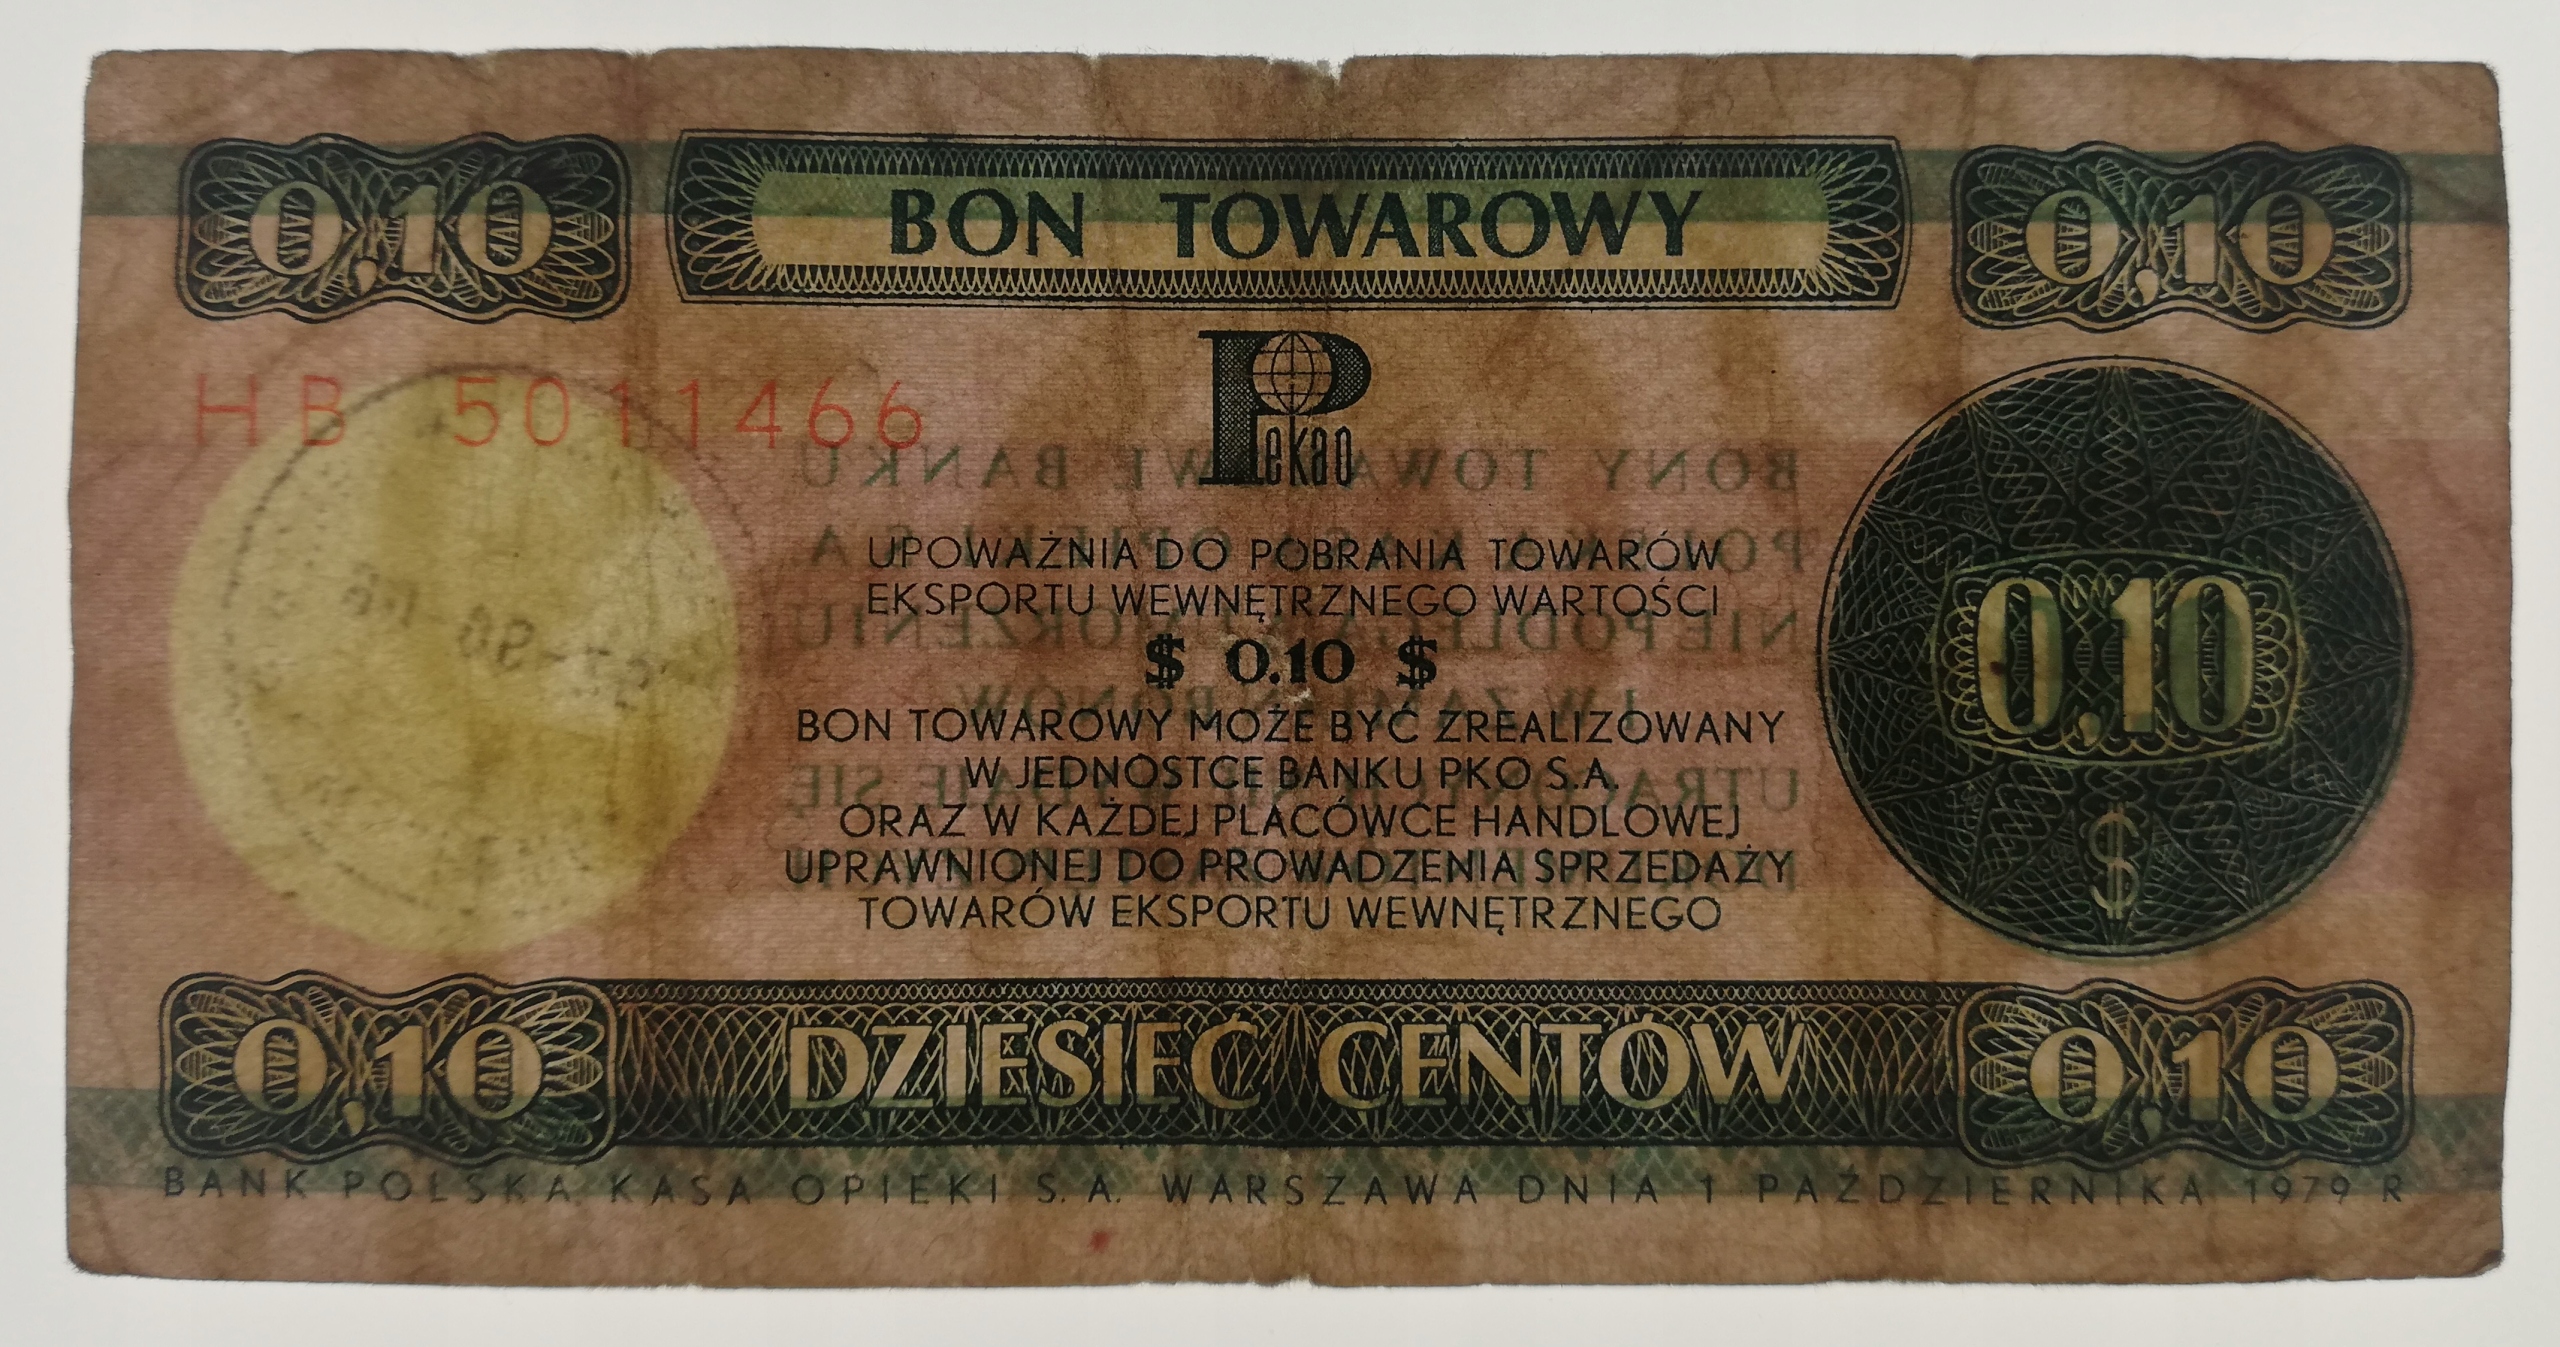 0,10 BON TOWAROWY 0,10
HB 5011466
Pekao
UPOWAŻNIA DO POBRANIA TOWARÓW
EKSPORTU WEWNĘTRZNEGO WARTOŚCI
$ 0.10 $
BON TOWAROWY MOŻE BYĆ ZREALIZOWANY
W JEDNOSTCE BANKU PKO S.A.
ORAZ W KAŻDEJ PLACÓWCE HANDLOWEJ
UPRAWNIONEJ DO PROWADZENIA SPRZEDAŻY
TOWARÓW EKSPORTU WEWNĘTRZNEGO
0,10
$
0,10 DZIESIĘĆ CENTÓW 0,10
BANK POLSKA KASA OPIEKI S.A. WARSZAWA DNIA 1 PAŹDZIERNIKA 1979 R